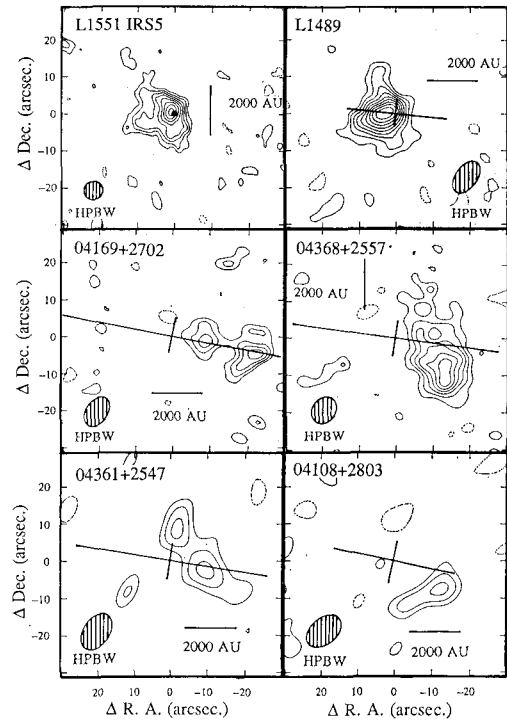 L1551 IRS5
L1489
2000 AU
2000 AU
20
10
0
-10
-20
Δ Dec. (arcsec.)
HPBW
HPBW
04169+2702
04368+2557
2000 AU
2000 AU
20
10
0
-10
-20
Δ Dec. (arcsec.)
HPBW
HPBW
04361+2547
04108+2803
20
10
0
-10
-20
Δ Dec. (arcsec.)
2000 AU
2000 AU
HPBW
HPBW
20 10 0 -10 -20
20 10 0 -10 -20
Δ R. A. (arcsec.)
Δ R. A. (arcsec.)